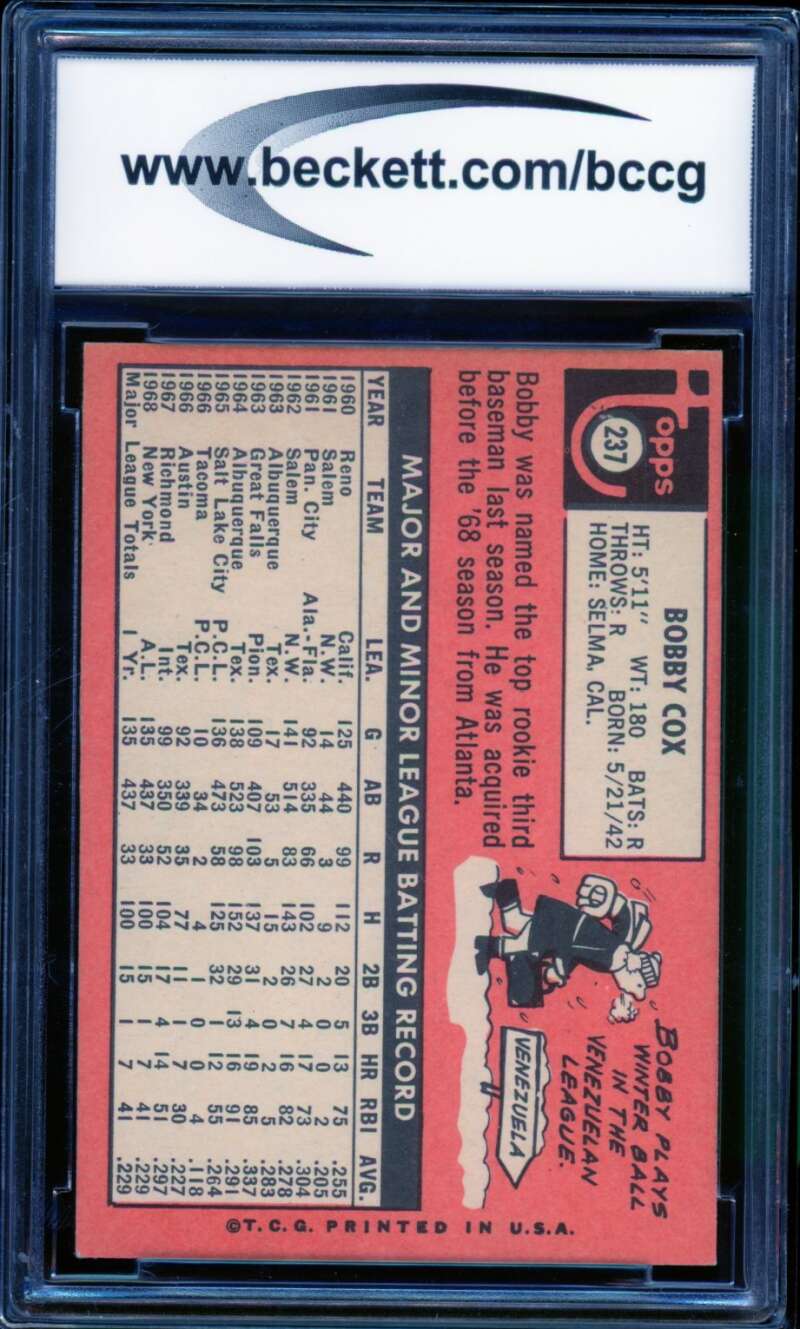 www.beckett.com/bccg
Topps
237
BOBBY COX
HT: 5'11" WT: 180 BATS: R
THROWS: R BORN: 5/21/42
HOME: SELMA, CAL.
Bobby was named the top rookie third
baseman last season. He was acquired
before the '68 season from Atlanta.
BOBBY PLAYS
WINTER BALL
IN THE
VENEZUELAN
LEAGUE.
VENEZUELA
MAJOR AND MINOR LEAGUE BATTING RECORD
YEAR TEAM LEA. G AB R H 2B 3B HR RBI AVG.
1960 Reno Calif. 125 440 99 112 20 5 13 75 .255
1961 Salem N.W. 14 44 3 9 2 0 0 2 .205
1961 Pan. City Ala.-Fla. 92 335 66 102 27 4 17 73 .304
1962 Salem N.W. 141 514 83 143 26 7 16 82 .278
1963 Albuquerque Tex. 17 53 5 15 2 0 2 5 .283
1963 Great Falls Pion. 109 407 103 137 31 4 19 85 .337
1964 Albuquerque Tex. 138 523 98 152 29 13 16 91 .291
1965 Salt Lake City P.C.L. 136 473 58 125 32 1 12 55 .264
1966 Tacoma P.C.L. 10 34 2 4 1 0 0 4 .118
1966 Austin Tex. 92 339 35 77 11 1 7 30 .227
1967 Richmond Int. 99 350 52 104 17 4 14 51 .297
1968 New York A.L. 135 437 33 100 15 1 7 41 .229
Major League Totals 1 Yr. 135 437 33 100 15 1 7 41 .229
©T.C.G. PRINTED IN U.S.A.